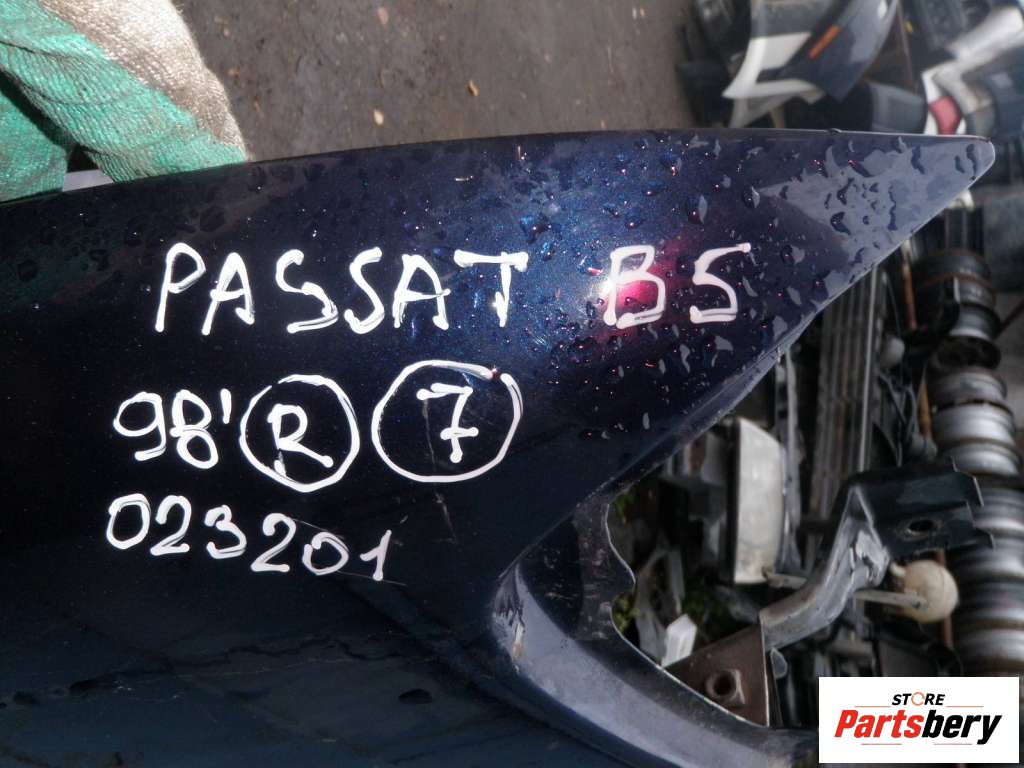 PASSAT B5
98' R 7
023201
STORE
Partsbery